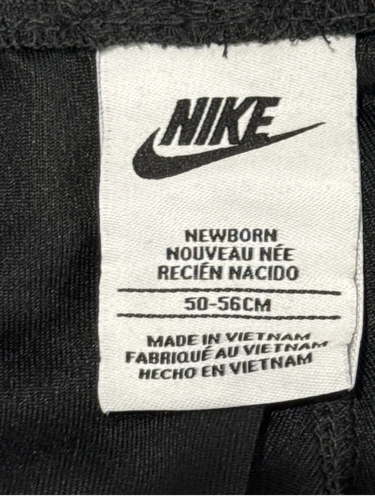 NIKE
NEWBORN
NOUVEAU NÉE
RECIÉN NACIDO
50-56CM
MADE IN VIETNAM
FABRIQUÉ AU VIETNAM
HECHO EN VIETNAM